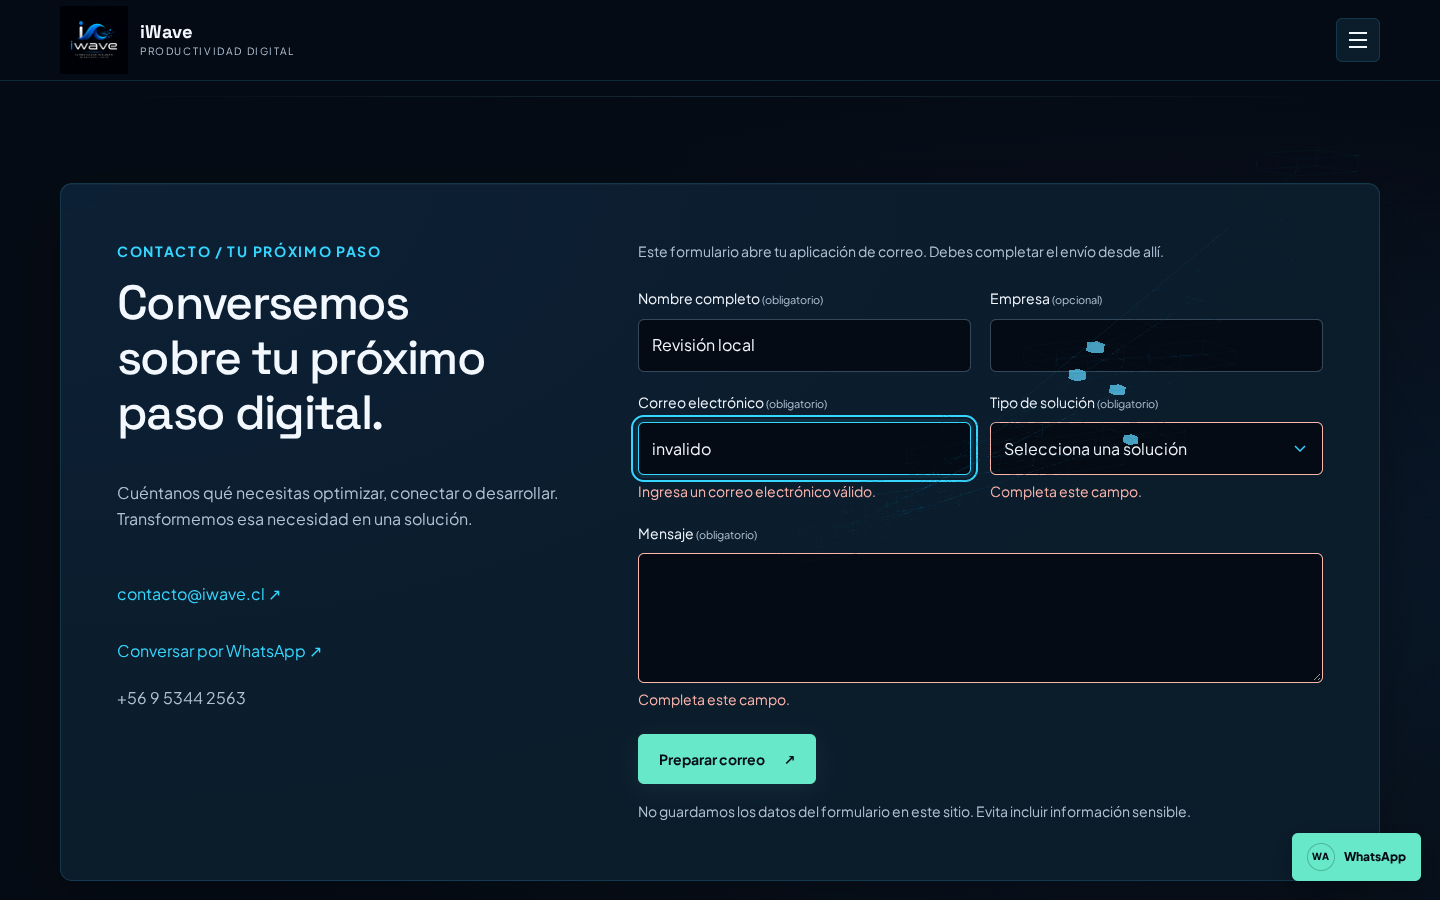 iwave
iWave
PRODUCTIVIDAD DIGITAL
CONTACTO / TU PRÓXIMO PASO
Conversemos
sobre tu próximo
paso digital.
Cuéntanos qué necesitas optimizar, conectar o desarrollar.
Transformemos esa necesidad en una solución.
contacto@iwave.cl ↗
Conversar por WhatsApp ↗
+56 9 5344 2563
Este formulario abre tu aplicación de correo. Debes completar el envío desde allí.
Nombre completo (obligatorio)
Revisión local
Empresa (opcional)
Correo electrónico (obligatorio)
invalido
Ingresa un correo electrónico válido.
Tipo de solución (obligatorio)
Selecciona una solución
Completa este campo.
Mensaje (obligatorio)
Completa este campo.
Preparar correo ↗
No guardamos los datos del formulario en este sitio. Evita incluir información sensible.
WA WhatsApp